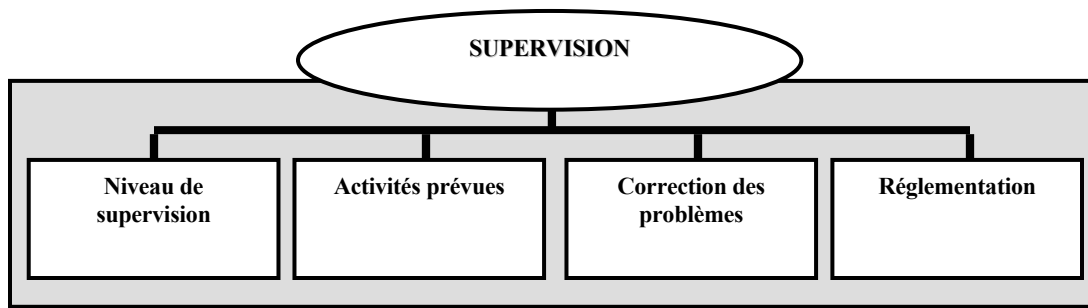 SUPERVISION
Niveau de
supervision
Activités prévues
Correction des
problèmes
Réglementation